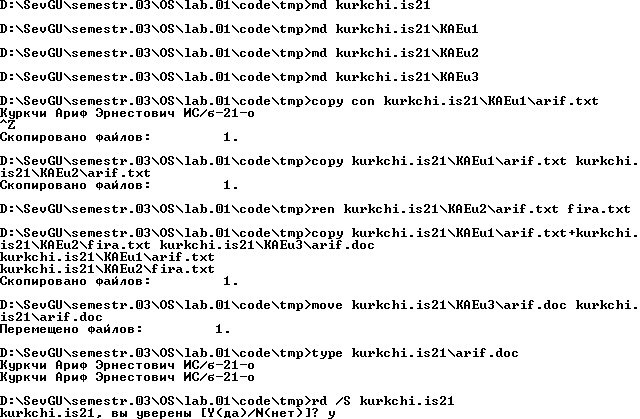 D:\SevGU\semestr.03\OS\lab.01\code\tmp>md kurkchi.is21
D:\SevGU\semestr.03\OS\lab.01\code\tmp>md kurkchi.is21\KAEu1
D:\SevGU\semestr.03\OS\lab.01\code\tmp>md kurkchi.is21\KAEu2
D:\SevGU\semestr.03\OS\lab.01\code\tmp>md kurkchi.is21\KAEu3
D:\SevGU\semestr.03\OS\lab.01\code\tmp>copy con kurkchi.is21\KAEu1\arif.txt
Куркчи Ариф Эрнестович ИС/б-21-о
^Z
Скопировано файлов:         1.
D:\SevGU\semestr.03\OS\lab.01\code\tmp>copy kurkchi.is21\KAEu1\arif.txt kurkchi.
is21\KAEu2\arif.txt
Скопировано файлов:         1.
D:\SevGU\semestr.03\OS\lab.01\code\tmp>ren kurkchi.is21\KAEu2\arif.txt fira.txt
D:\SevGU\semestr.03\OS\lab.01\code\tmp>copy kurkchi.is21\KAEu1\arif.txt+kurkchi.
is21\KAEu2\fira.txt kurkchi.is21\KAEu3\arif.doc
kurkchi.is21\KAEu1\arif.txt
kurkchi.is21\KAEu2\fira.txt
Скопировано файлов:         1.
D:\SevGU\semestr.03\OS\lab.01\code\tmp>move kurkchi.is21\KAEu3\arif.doc kurkchi.
is21\arif.doc
Перемещено файлов:         1.
D:\SevGU\semestr.03\OS\lab.01\code\tmp>type kurkchi.is21\arif.doc
Куркчи Ариф Эрнестович ИС/б-21-о
Куркчи Ариф Эрнестович ИС/б-21-о
D:\SevGU\semestr.03\OS\lab.01\code\tmp>rd /S kurkchi.is21
kurkchi.is21, вы уверены [Y(да)/N(нет)]? y